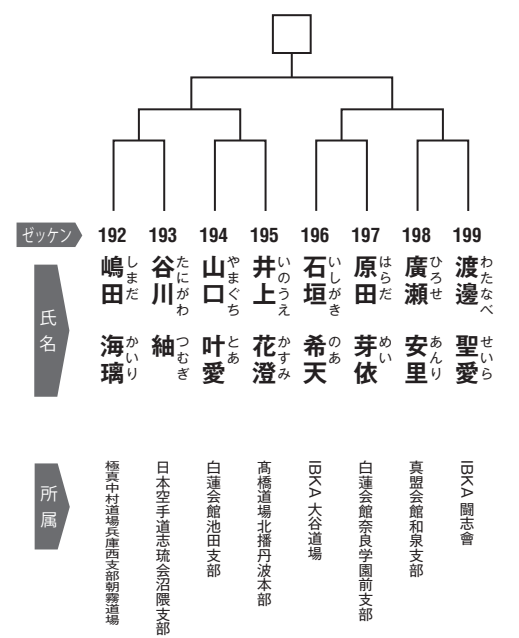 ゼッケン 192 193 194 195 196 197 198 199
氏名
嶋田 海璃
しまだ かいり
谷川 紬
たにがわ つむぎ
山口 叶愛
やまぐち とあ
井上 花澄
いのうえ かすみ
石垣 希天
いしがき のあ
原田 芽依
はらだ めい
廣瀬 安里
ひろせ あんり
渡邊 聖愛
わたなべ せいら
所属
極真中村道場兵庫西支部朝霧道場
日本空手道志琉会沼隈支部
白蓮会館池田支部
髙橋道場北播丹波本部
IBKA 大谷道場
白蓮会館奈良学園前支部
真盟会館和泉支部
IBKA 闘志會